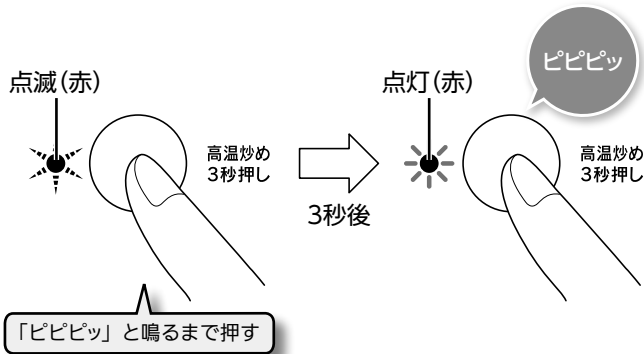 点滅(赤)
高温炒め
3秒押し
「ピピピッ」と鳴るまで押す
3秒後
点灯(赤)
ピピピッ
高温炒め
3秒押し